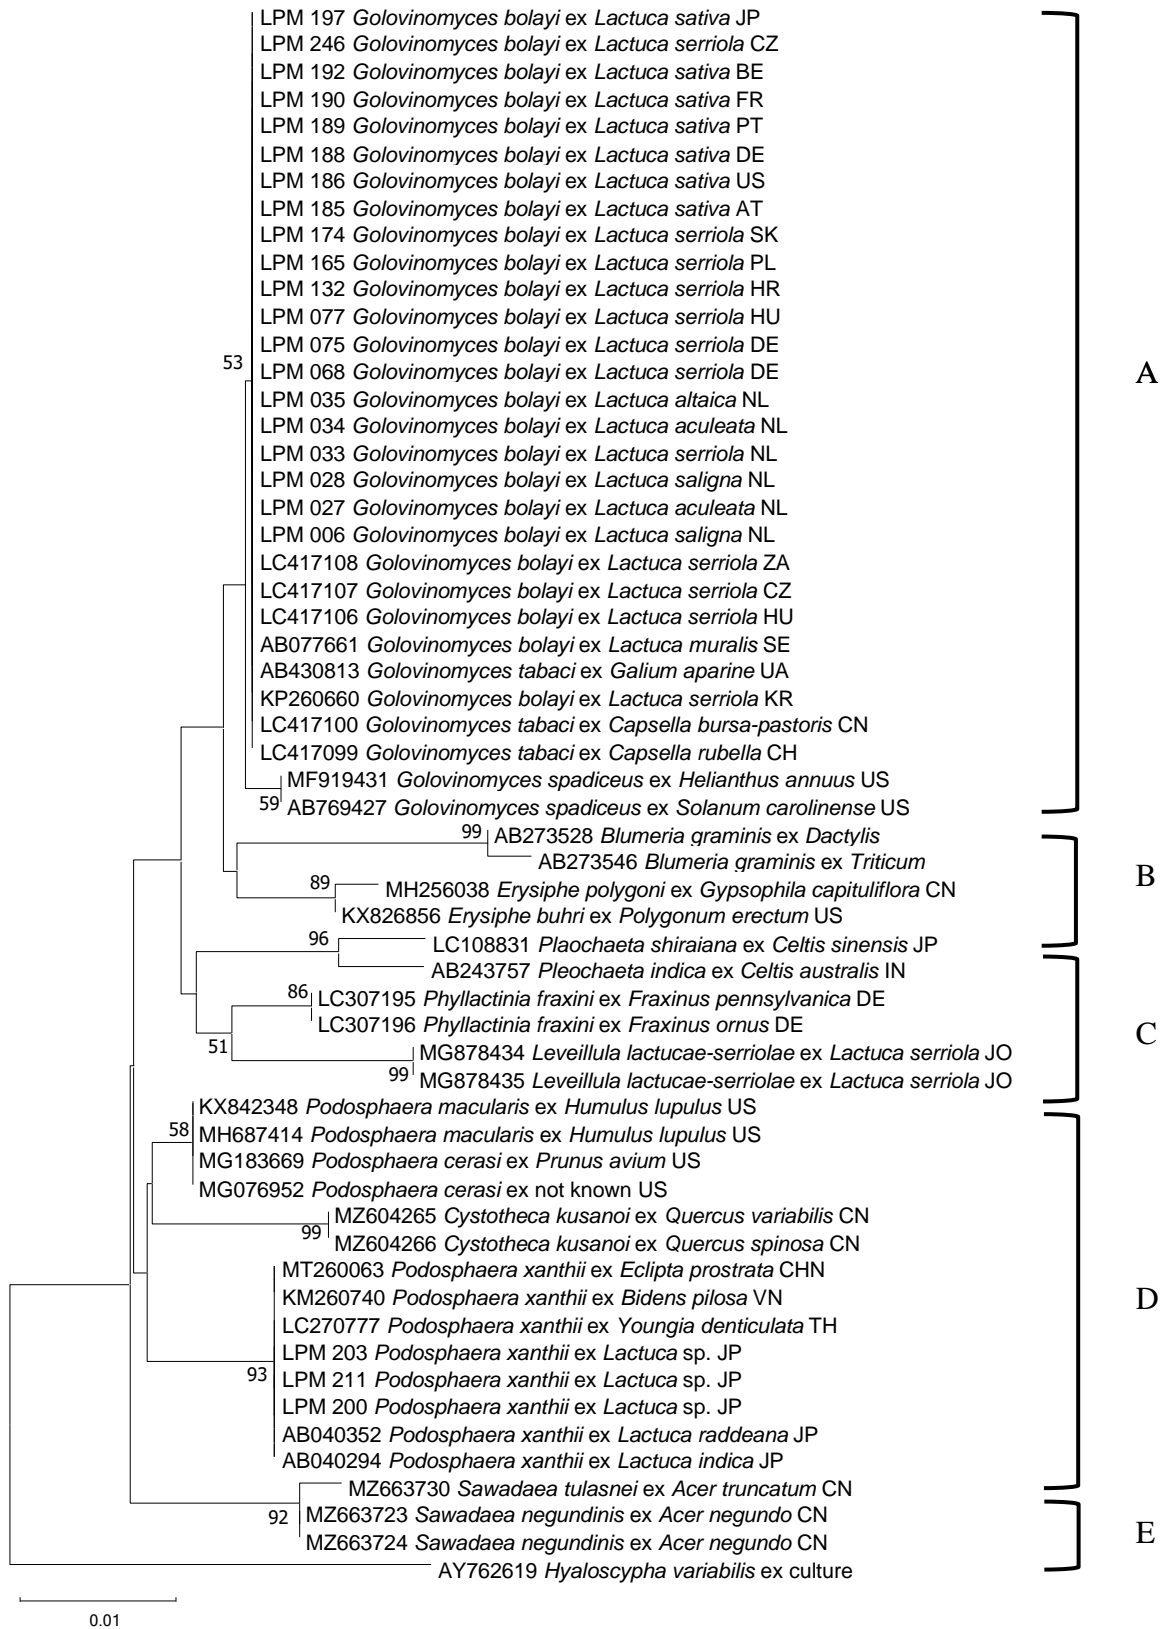 LPM 197 Golovinomyces bolayi ex Lactuca sativa JP
LPM 246 Golovinomyces bolayi ex Lactuca serriola CZ
LPM 192 Golovinomyces bolayi ex Lactuca sativa BE
LPM 190 Golovinomyces bolayi ex Lactuca sativa FR
LPM 189 Golovinomyces bolayi ex Lactuca sativa PT
LPM 188 Golovinomyces bolayi ex Lactuca sativa DE
LPM 186 Golovinomyces bolayi ex Lactuca sativa US
LPM 185 Golovinomyces bolayi ex Lactuca sativa AT
LPM 174 Golovinomyces bolayi ex Lactuca serriola SK
LPM 165 Golovinomyces bolayi ex Lactuca serriola PL
LPM 132 Golovinomyces bolayi ex Lactuca serriola HR
LPM 077 Golovinomyces bolayi ex Lactuca serriola HU
LPM 075 Golovinomyces bolayi ex Lactuca serriola DE
53
LPM 068 Golovinomyces bolayi ex Lactuca serriola DE
A
LPM 035 Golovinomyces bolayi ex Lactuca altaica NL
LPM 034 Golovinomyces bolayi ex Lactuca aculeata NL
LPM 033 Golovinomyces bolayi ex Lactuca serriola NL
LPM 028 Golovinomyces bolayi ex Lactuca saligna NL
LPM 027 Golovinomyces bolayi ex Lactuca aculeata NL
LPM 006 Golovinomyces bolayi ex Lactuca saligna NL
LC417108 Golovinomyces bolayi ex Lactuca serriola ZA
LC417107 Golovinomyces bolayi ex Lactuca serriola CZ
LC417106 Golovinomyces bolayi ex Lactuca serriola HU
AB077661 Golovinomyces bolayi ex Lactuca muralis SE
AB430813 Golovinomyces tabaci ex Galium aparine UA
KP260660 Golovinomyces bolayi ex Lactuca serriola KR
LC417100 Golovinomyces tabaci ex Capsella bursa-pastoris CN
LC417099 Golovinomyces tabaci ex Capsella rubella CH
MF919431 Golovinomyces spadiceus ex Helianthus annuus US
59
AB769427 Golovinomyces spadiceus ex Solanum carolinense US
99
AB273528 Blumeria graminis ex Dactylis
AB273546 Blumeria graminis ex Triticum
B
89
MH256038 Erysiphe polygoni ex Gypsophila capituliflora CN
KX826856 Erysiphe buhri ex Polygonum erectum US
96
LC108831 Plaochaeta shiraiana ex Celtis sinensis JP
AB243757 Pleochaeta indica ex Celtis australis IN
86
LC307195 Phyllactinia fraxini ex Fraxinus pennsylvanica DE
LC307196 Phyllactinia fraxini ex Fraxinus ornus DE
C
51
MG878434 Leveillula lactucae-serriolae ex Lactuca serriola JO
99
MG878435 Leveillula lactucae-serriolae ex Lactuca serriola JO
KX842348 Podosphaera macularis ex Humulus lupulus US
58
MH687414 Podosphaera macularis ex Humulus lupulus US
MG183669 Podosphaera cerasi ex Prunus avium US
MG076952 Podosphaera cerasi ex not known US
MZ604265 Cystotheca kusanoi ex Quercus variabilis CN
99
MZ604266 Cystotheca kusanoi ex Quercus spinosa CN
MT260063 Podosphaera xanthii ex Eclipta prostrata CHN
KM260740 Podosphaera xanthii ex Bidens pilosa VN
D
LC270777 Podosphaera xanthii ex Youngia denticulata TH
LPM 203 Podosphaera xanthii ex Lactuca sp. JP
93
LPM 211 Podosphaera xanthii ex Lactuca sp. JP
LPM 200 Podosphaera xanthii ex Lactuca sp. JP
AB040352 Podosphaera xanthii ex Lactuca raddeana JP
AB040294 Podosphaera xanthii ex Lactuca indica JP
MZ663730 Sawadaea tulasnei ex Acer truncatum CN
92
MZ663723 Sawadaea negundinis ex Acer negundo CN
E
MZ663724 Sawadaea negundinis ex Acer negundo CN
AY762619 Hyaloscypha variabilis ex culture
0.01